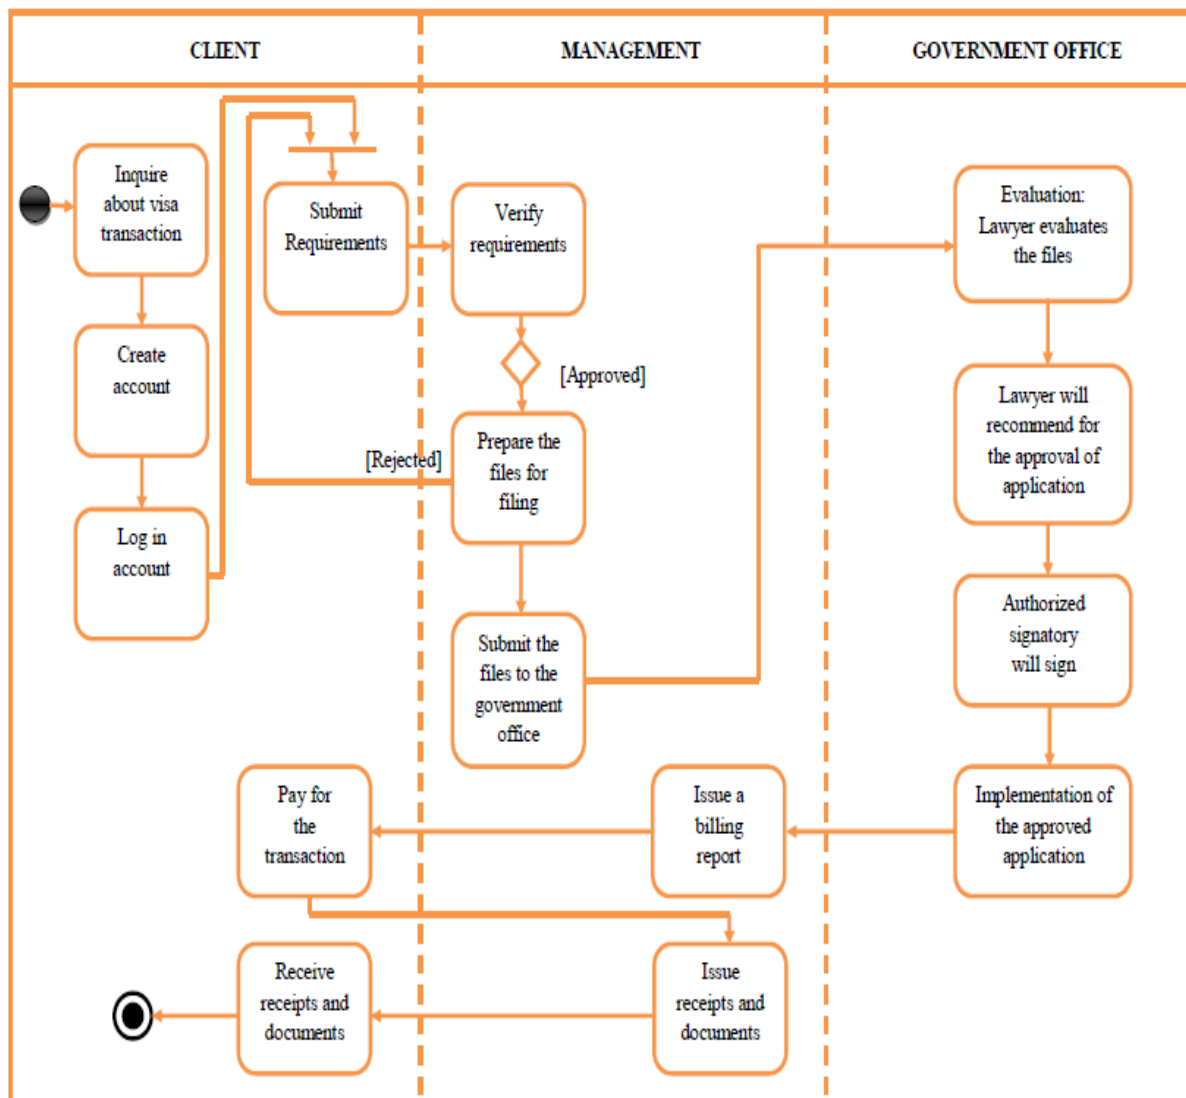 CLIENT
MANAGEMENT
GOVERNMENT OFFICE
Inquire
about visa
transaction
Create
account
Log in
account
Submit
Requirements
Verify
requirements
[Approved]
[Rejected]
Prepare the
files for
filing
Submit the
files to the
government
office
Evaluation:
Lawyer evaluates
the files
Lawyer will
recommend for
the approval of
application
Authorized
signatory
will sign
Implementation of
the approved
application
Issue a
billing
report
Pay for
the
transaction
Issue
receipts and
documents
Receive
receipts and
documents